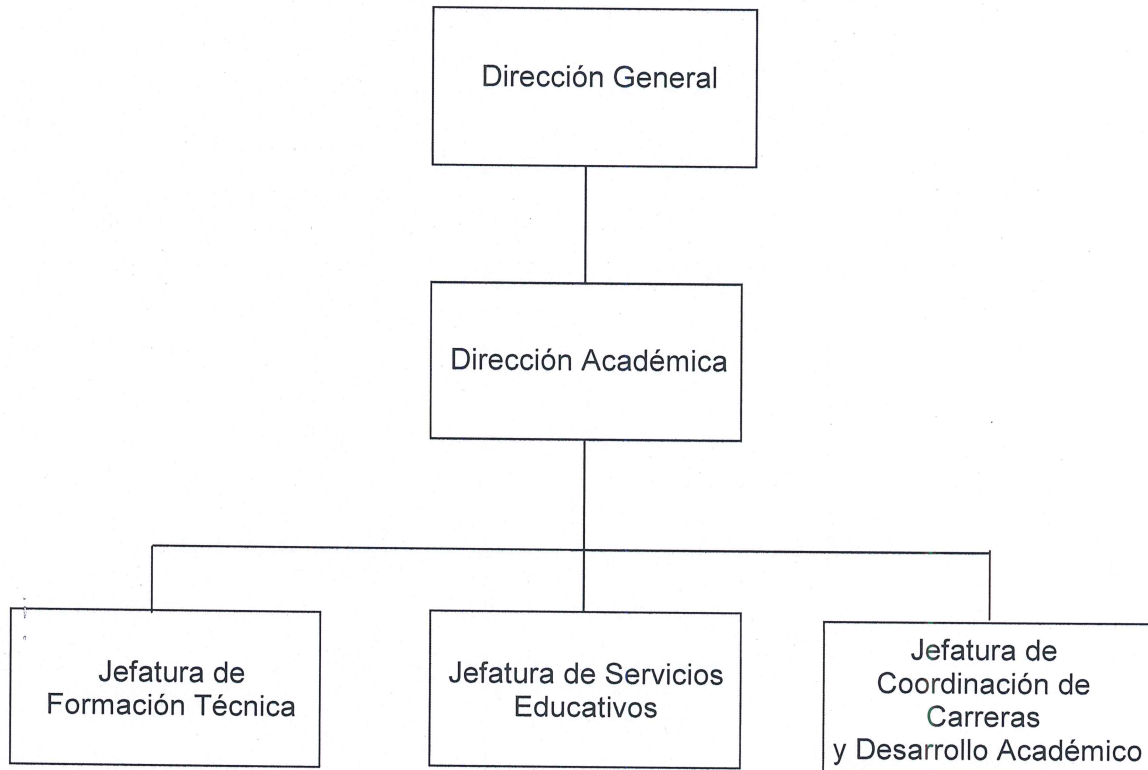 Dirección General
Dirección Académica
Jefatura de
Formación Técnica
Jefatura de Servicios
Educativos
Jefatura de
Coordinación de
Carreras
y Desarrollo Académico